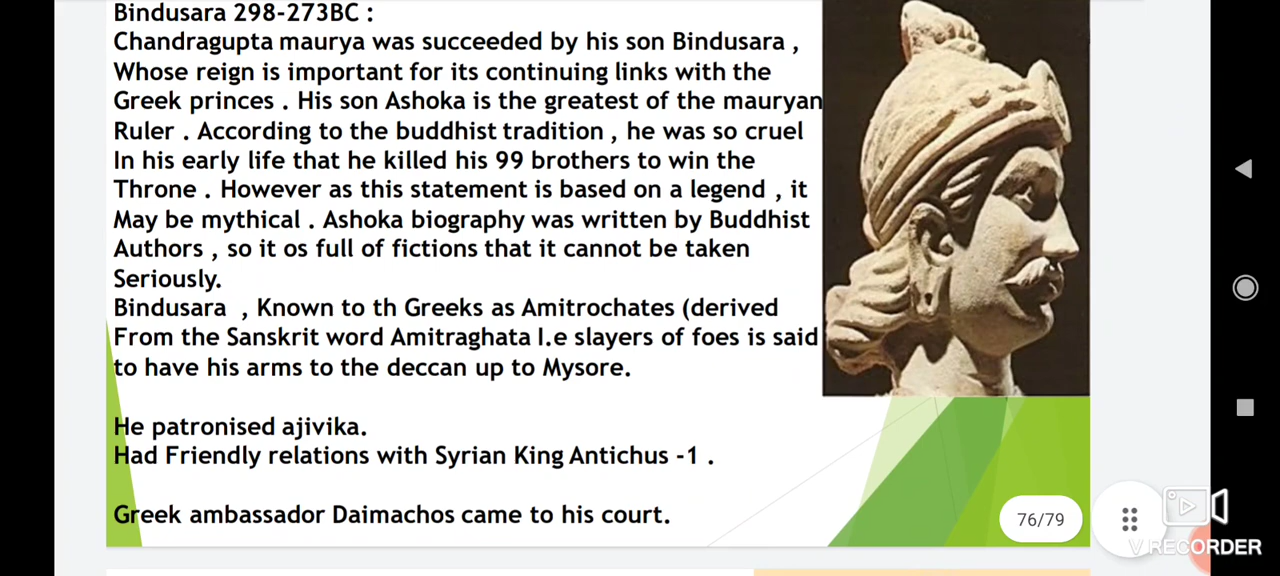 Bindusara 298-273BC :
Chandragupta maurya was succeeded by his son Bindusara ,
Whose reign is important for its continuing links with the
Greek princes . His son Ashoka is the greatest of the mauryan
Ruler . According to the buddhist tradition , he was so cruel
In his early life that he killed his 99 brothers to win the
Throne . However as this statement is based on a legend , it
May be mythical . Ashoka biography was written by Buddhist
Authors , so it os full of fictions that it cannot be taken
Seriously.
Bindusara , Known to th Greeks as Amitrochates (derived
From the Sanskrit word Amitraghata I.e slayers of foes is said
to have his arms to the deccan up to Mysore.
He patronised ajivika.
Had Friendly relations with Syrian King Antichus -1 .
Greek ambassador Daimachos came to his court.
76/79
V RECORDER